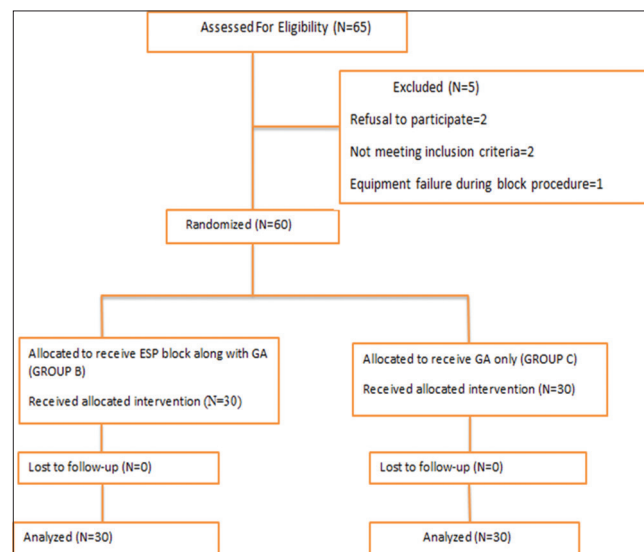 Assessed For Eligibility (N=65)
Excluded (N=5)
Refusal to participate=2
Not meeting inclusion criteria=2
Equipment failure during block procedure=1
Randomized (N=60)
Allocated to receive ESP block along with GA
(GROUP B)
Received allocated intervention (N=30)
Allocated to receive GA only (GROUP C)
Received allocated intervention (N=30)
Lost to follow-up (N=0)
Lost to follow-up (N=0)
Analyzed (N=30)
Analyzed (N=30)